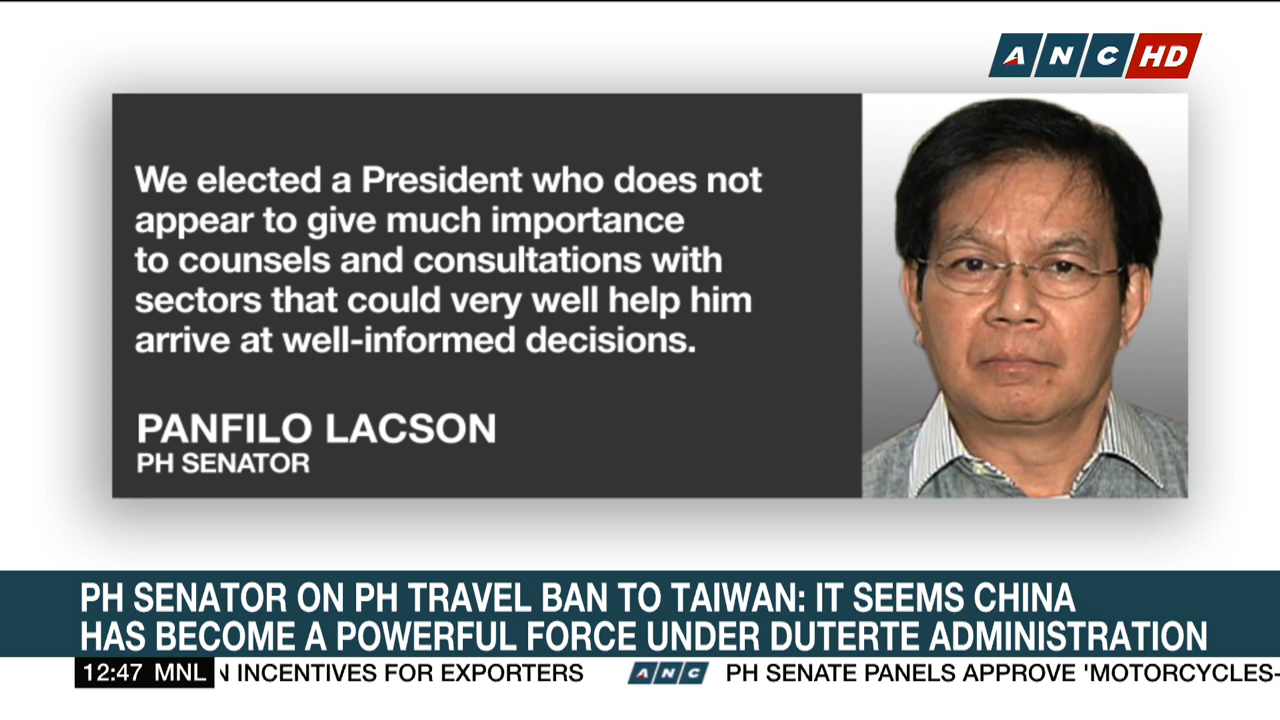 ANC HD
We elected a President who does not
appear to give much importance
to counsels and consultations with
sectors that could very well help him
arrive at well-informed decisions.
PANFILO LACSON
PH SENATOR
PH SENATOR ON PH TRAVEL BAN TO TAIWAN: IT SEEMS CHINA
HAS BECOME A POWERFUL FORCE UNDER DUTERTE ADMINISTRATION
12:47 MNL N INCENTIVES FOR EXPORTERS ANC PH SENATE PANELS APPROVE 'MOTORCYCLES-